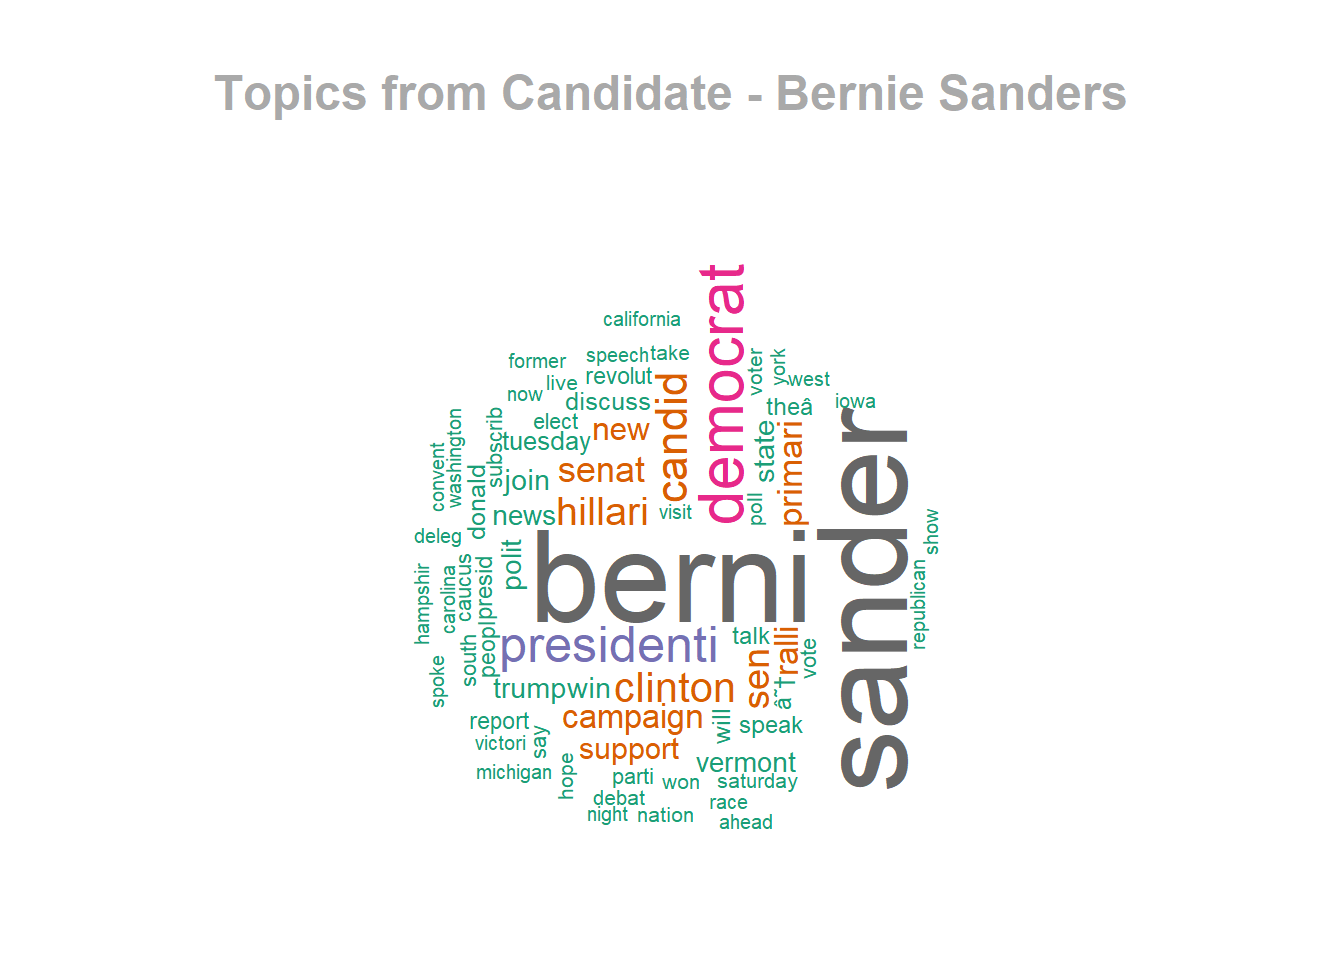 Topics from Candidate - Bernie Sanders
california
democrat
speech
take
former
revolut
voter
york
west
live
now
discuss
candid
theâ
iowa
elect
new
subscrib
tuesday
state
primari
sander
washington
convent
senat
join
donald
news
hillari
visit
poll
deleg
show
polit
berni
republican
hampshir
carolina
caucus
presid
peopl
south
presidenti
talk
sen
ralli
vote
spoke
trump
win
clinton
â˜†
report
campaign
will
speak
victori
say
support
vermont
michigan
hope
parti
won
saturday
debat
race
night
nation
ahead